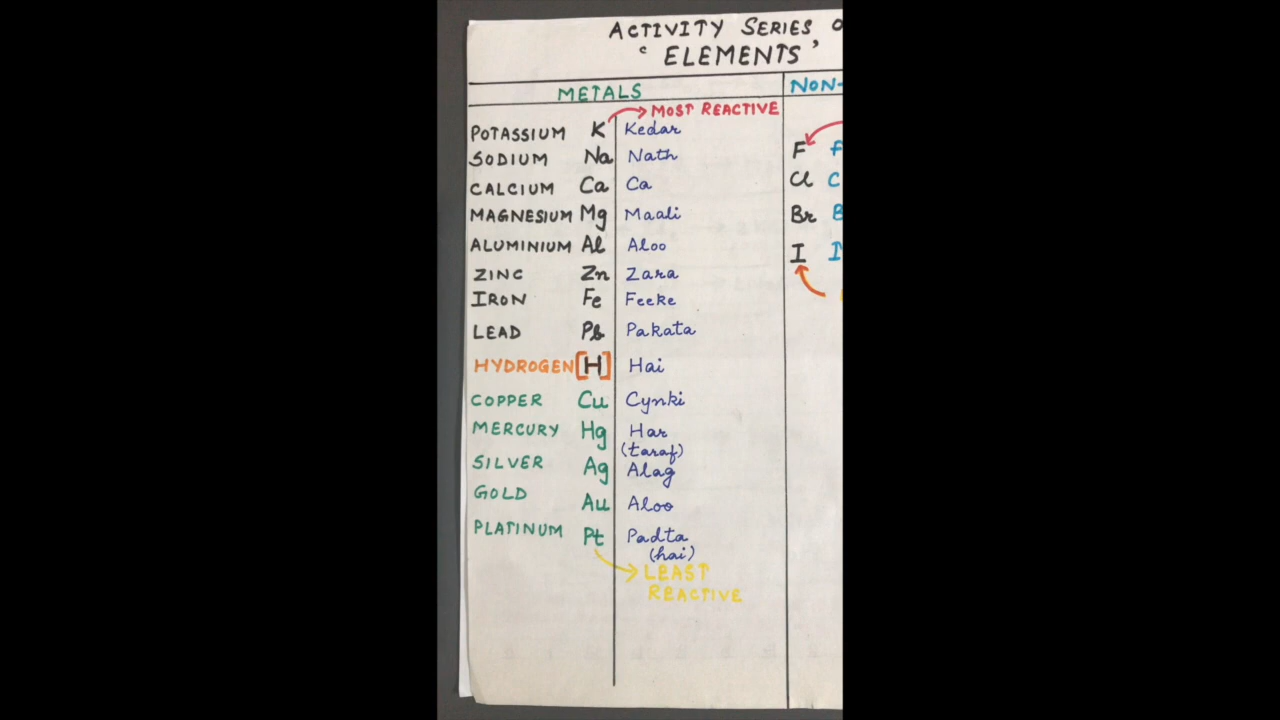 ACTIVITY SERIES O
' ELEMENTS '
METALS NON-
MOST REACTIVE
POTASSIUM K Kedar
SODIUM Na Nath
F f
CALCIUM Ca Ca
Cl C
MAGNESIUM Mg Maali
Br B
ALUMINIUM Al Aloo
I I
ZINC Zn Zara
IRON Fe Feeke
LEAD Pb Pakata
HYDROGEN [H] Hai
COPPER Cu Cynki
MERCURY Hg Har
(taraf)
SILVER Ag Alag
GOLD Au Aloo
PLATINUM Pt Padta
(hai)
LEAST
REACTIVE